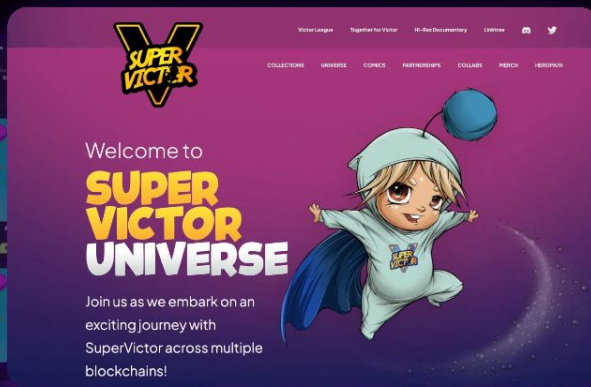 Victor League Together for Victor Hi-Rez Documentary Linktree
SUPER
VICTOR
COLLECTIONS UNIVERSE COMICS PARTNERSHIPS COLLABS MERCH HEROPATH
Welcome to
SUPER
VICTOR
UNIVERSE
Join us as we embark on an
exciting journey with
SuperVictor across multiple
blockchains!
SUPER
VICTOR